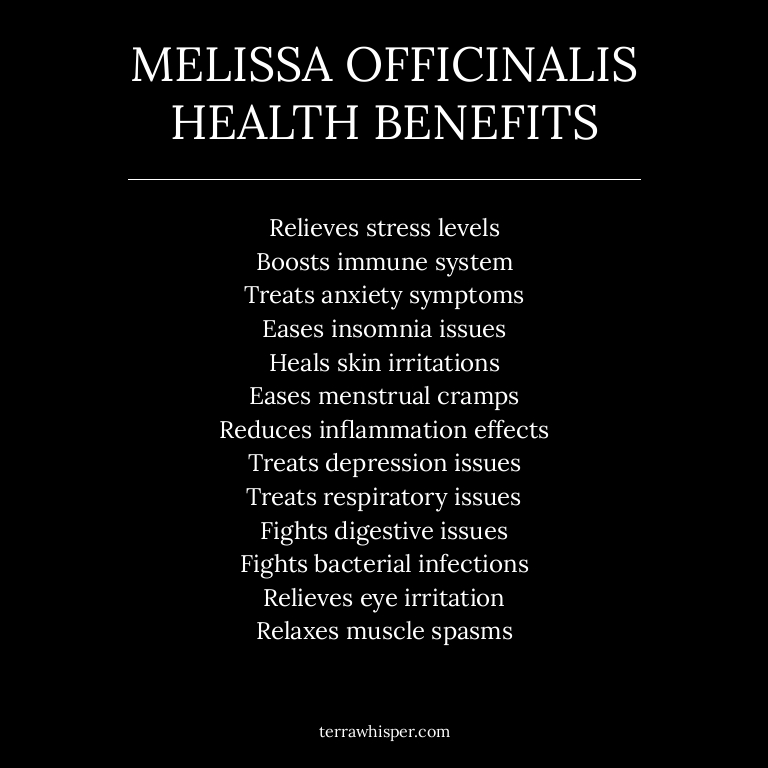 MELISSA OFFICINALIS
HEALTH BENEFITS
Relieves stress levels
Boosts immune system
Treats anxiety symptoms
Eases insomnia issues
Heals skin irritations
Eases menstrual cramps
Reduces inflammation effects
Treats depression issues
Treats respiratory issues
Fights digestive issues
Fights bacterial infections
Relieves eye irritation
Relaxes muscle spasms
terrawhisper.com